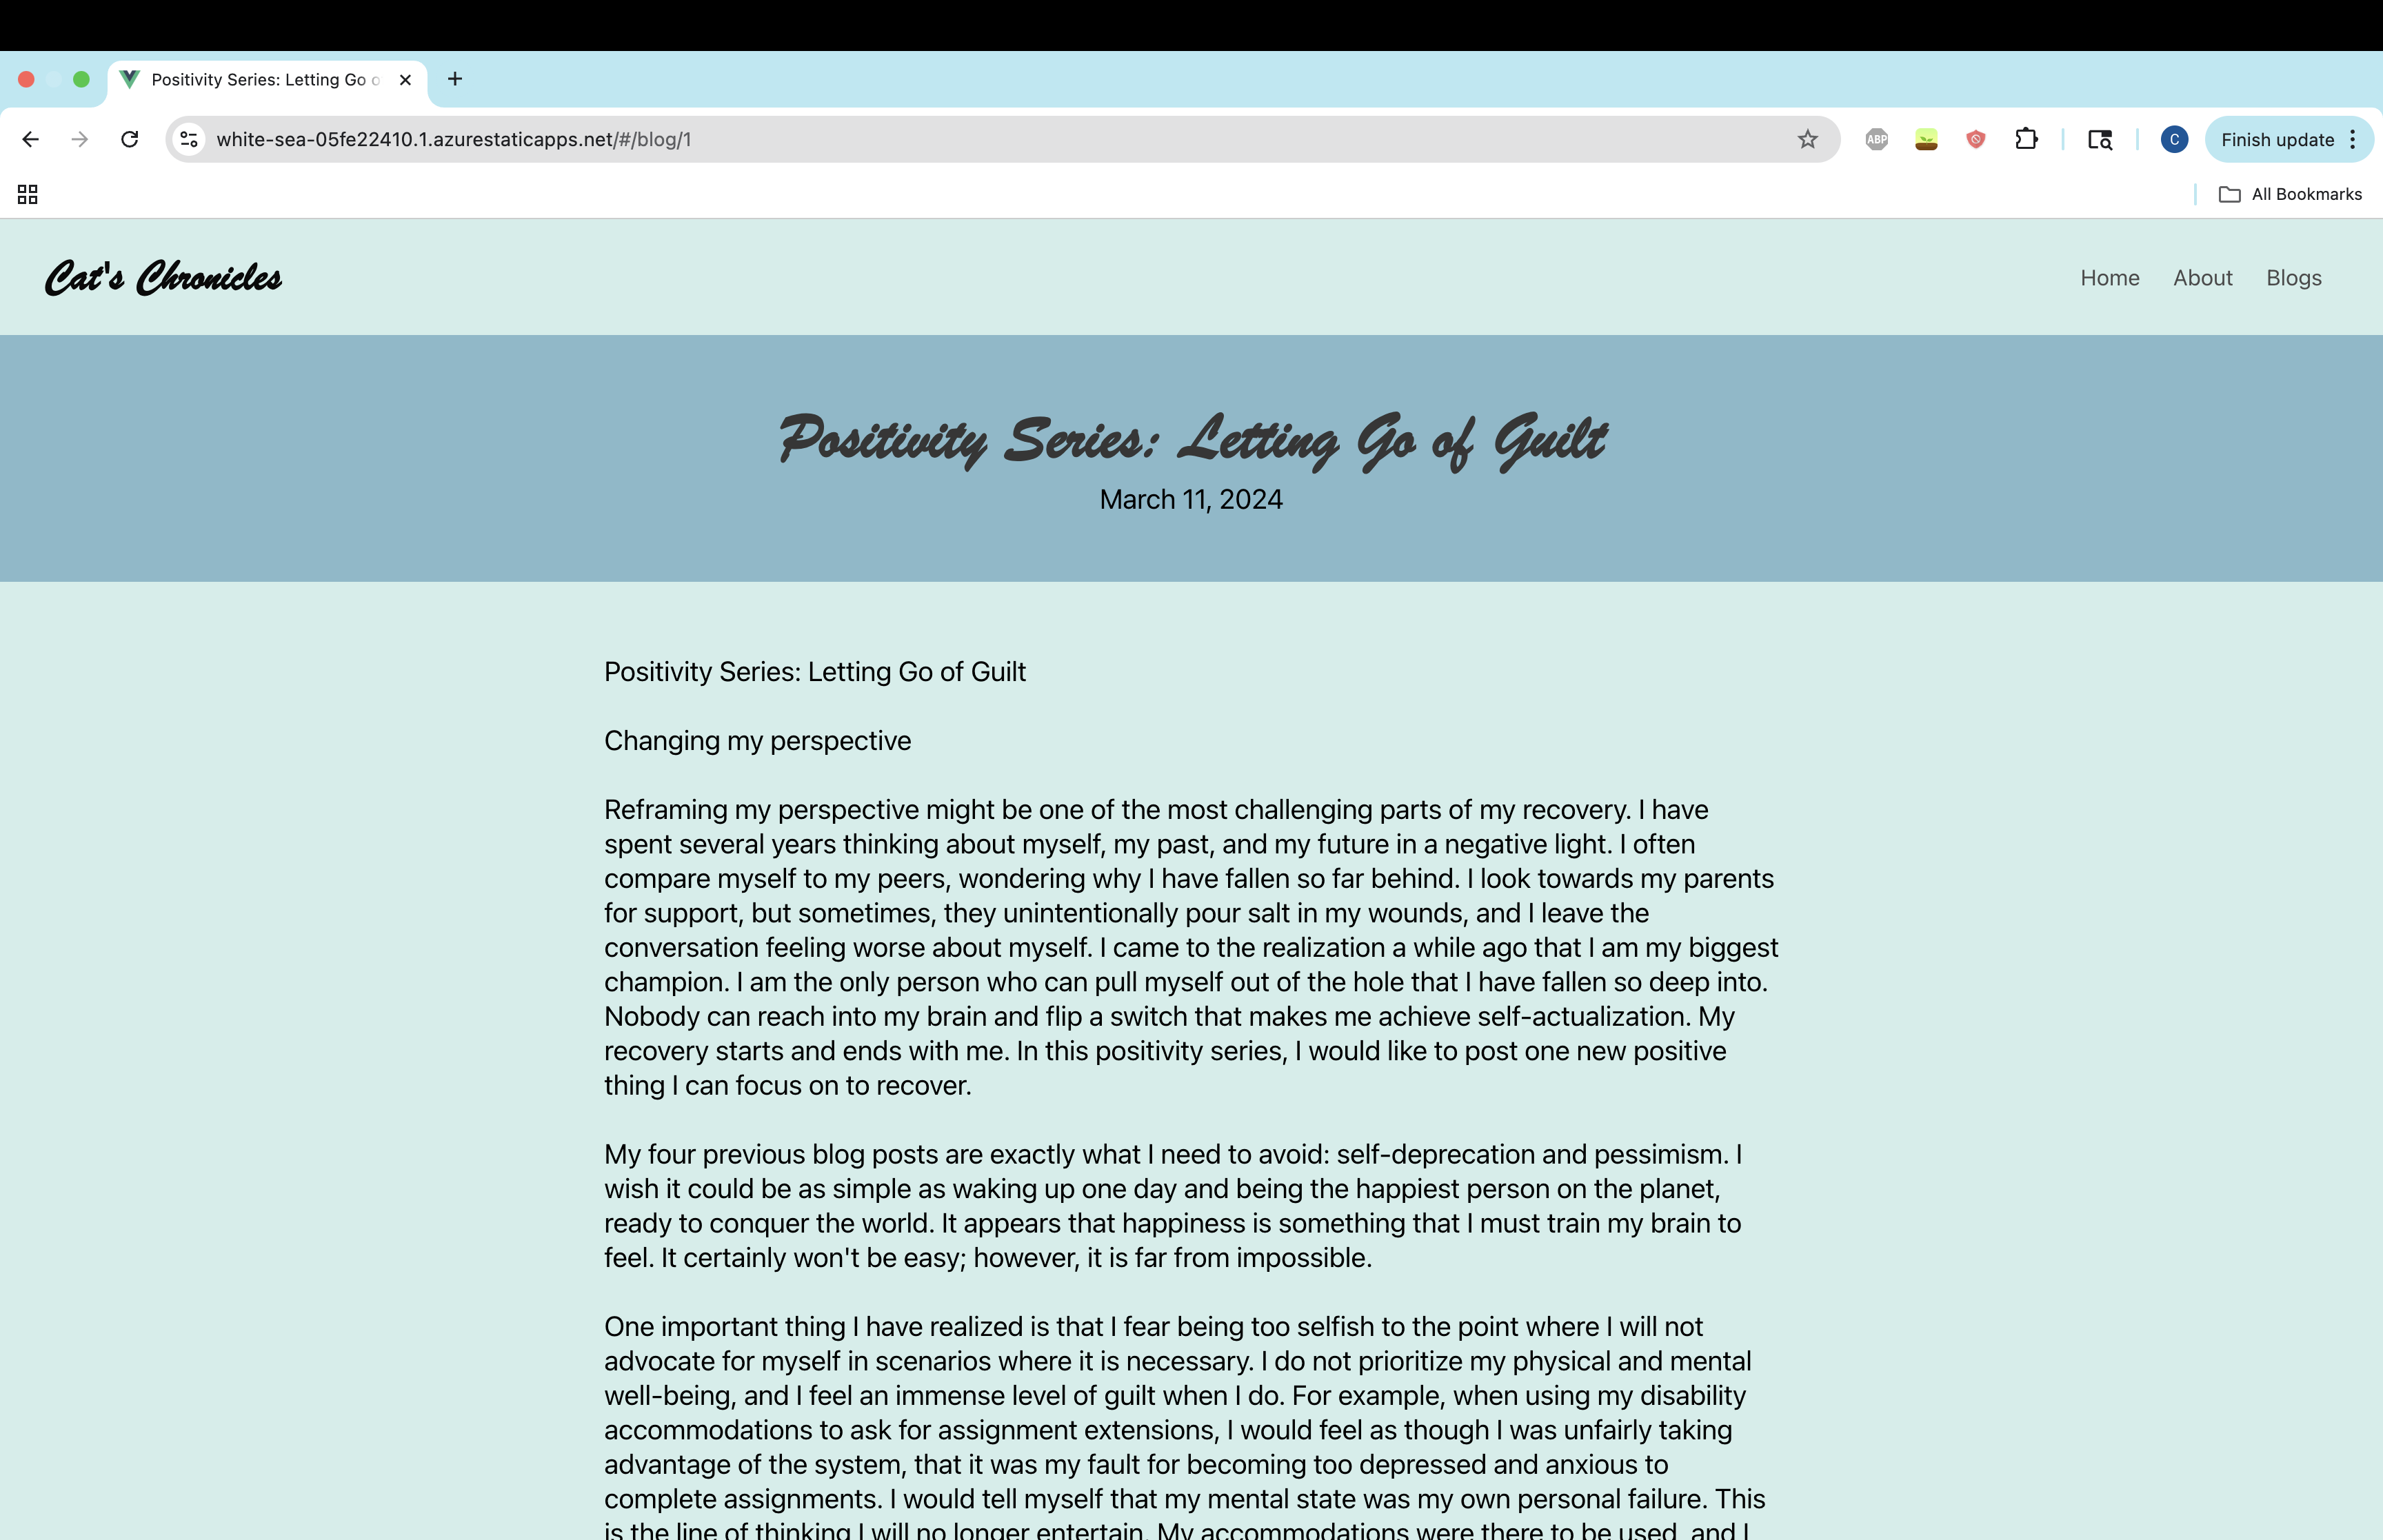 Positivity Series: Letting Go o
white-sea-05fe22410.1.azurestaticapps.net/#/blog/1
ABP
C
Finish update
All Bookmarks
Cat's Chronicles
Home
About
Blogs
Positivity Series: Letting Go of Guilt
March 11, 2024
Positivity Series: Letting Go of Guilt
Changing my perspective
Reframing my perspective might be one of the most challenging parts of my recovery. I have
spent several years thinking about myself, my past, and my future in a negative light. I often
compare myself to my peers, wondering why I have fallen so far behind. I look towards my parents
for support, but sometimes, they unintentionally pour salt in my wounds, and I leave the
conversation feeling worse about myself. I came to the realization a while ago that I am my biggest
champion. I am the only person who can pull myself out of the hole that I have fallen so deep into.
Nobody can reach into my brain and flip a switch that makes me achieve self-actualization. My
recovery starts and ends with me. In this positivity series, I would like to post one new positive
thing I can focus on to recover.
My four previous blog posts are exactly what I need to avoid: self-deprecation and pessimism. I
wish it could be as simple as waking up one day and being the happiest person on the planet,
ready to conquer the world. It appears that happiness is something that I must train my brain to
feel. It certainly won't be easy; however, it is far from impossible.
One important thing I have realized is that I fear being too selfish to the point where I will not
advocate for myself in scenarios where it is necessary. I do not prioritize my physical and mental
well-being, and I feel an immense level of guilt when I do. For example, when using my disability
accommodations to ask for assignment extensions, I would feel as though I was unfairly taking
advantage of the system, that it was my fault for becoming too depressed and anxious to
complete assignments. I would tell myself that my mental state was my own personal failure. This
is the line of thinking I will no longer entertain. My accommodations were there to be used, and I